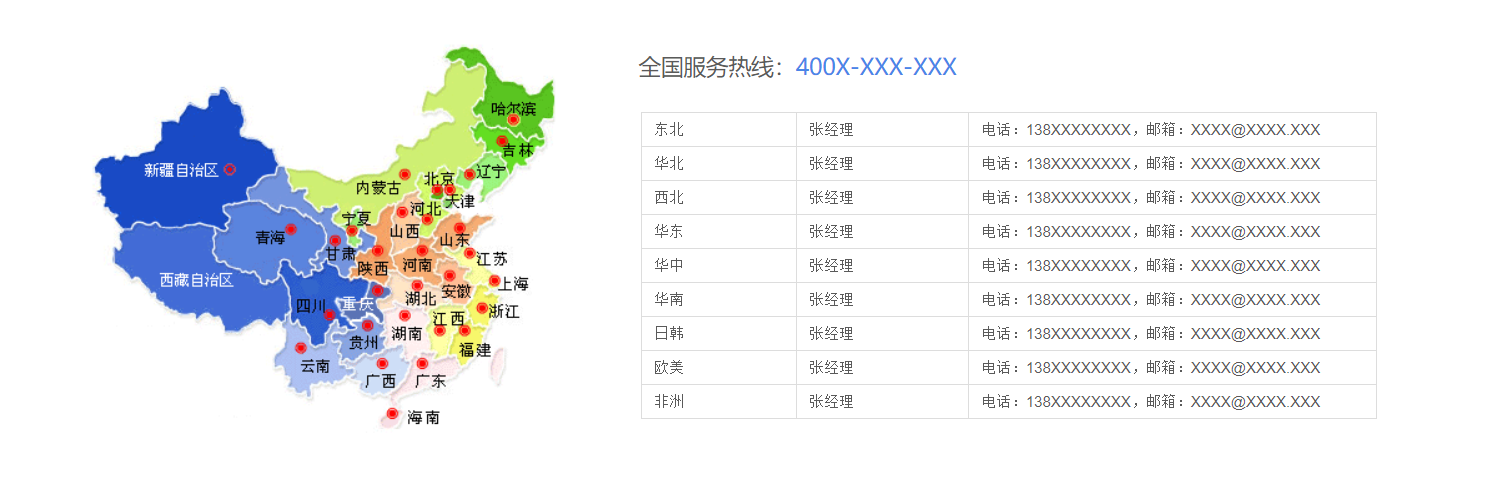 哈尔滨
吉林
辽宁
新疆自治区
内蒙古
北京
天津
宁夏
河北
山西
山东
青海
甘肃
陕西
河南
江苏
西藏自治区
上海
安徽
湖北
四川
重庆
浙江
江西
湖南
贵州
福建
云南
广西
广东
海南
全国服务热线：400X-XXX-XXX
东北 张经理 电话：138XXXXXXXX，邮箱：XXXX@XXXX.XXX
华北 张经理 电话：138XXXXXXXX，邮箱：XXXX@XXXX.XXX
西北 张经理 电话：138XXXXXXXX，邮箱：XXXX@XXXX.XXX
华东 张经理 电话：138XXXXXXXX，邮箱：XXXX@XXXX.XXX
华中 张经理 电话：138XXXXXXXX，邮箱：XXXX@XXXX.XXX
华南 张经理 电话：138XXXXXXXX，邮箱：XXXX@XXXX.XXX
日韩 张经理 电话：138XXXXXXXX，邮箱：XXXX@XXXX.XXX
欧美 张经理 电话：138XXXXXXXX，邮箱：XXXX@XXXX.XXX
非洲 张经理 电话：138XXXXXXXX，邮箱：XXXX@XXXX.XXX